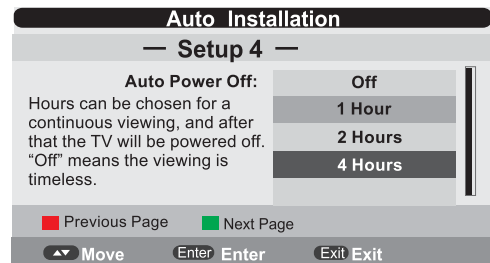 Auto Installation
— Setup 4 —
Auto Power Off:
Hours can be chosen for a
continuous viewing, and after
that the TV will be powered off.
“Off” means the viewing is
timeless.
Off
1 Hour
2 Hours
4 Hours
Previous Page Next Page
Move Enter Enter Exit Exit